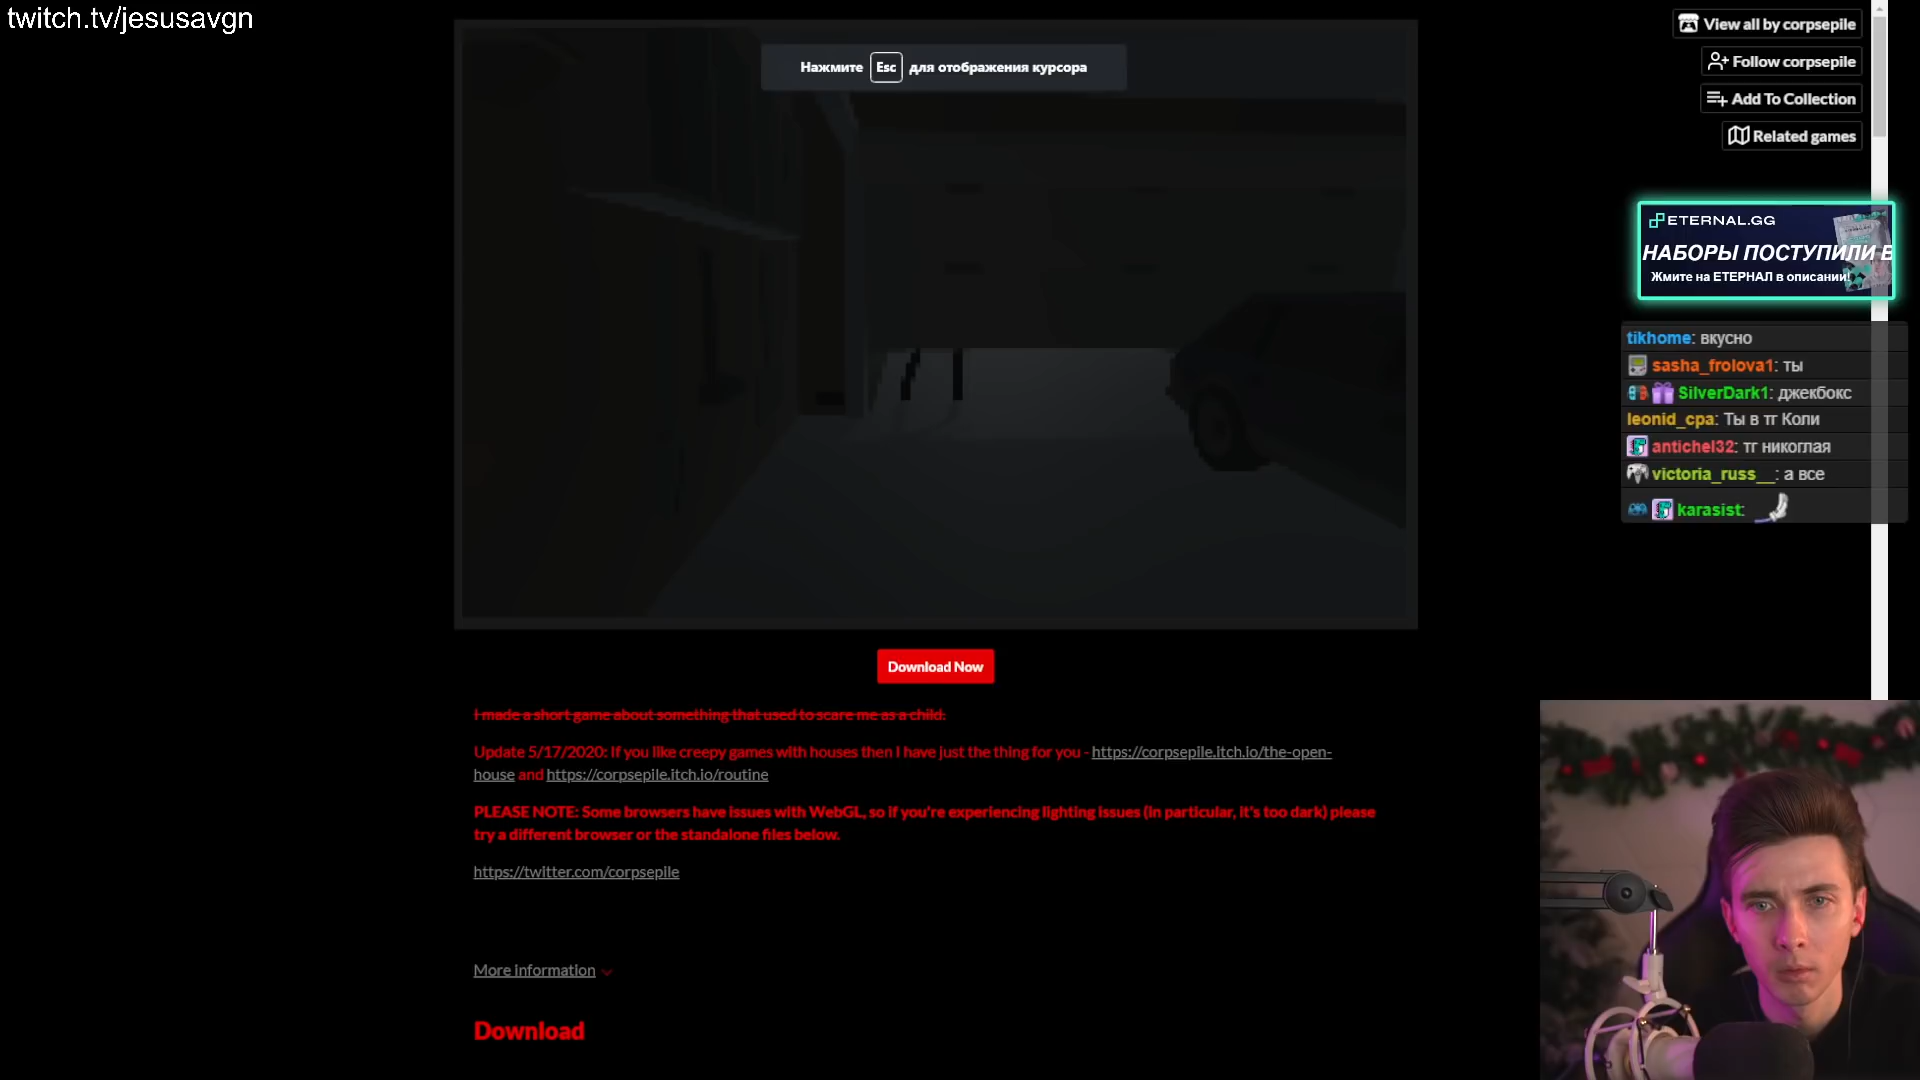 twitch.tv/jesusavgn
Нажмите Esc для отображения курсора
View all by corpsepile
Follow corpsepile
Add To Collection
Related games
ETERNAL.GG
НАБОРЫ ПОСТУПИЛИ В
Жмите на ЕТЕРНАЛ в описании!
tikhome: вкусно
sasha_frolova1: ты
SilverDark1: джекбокс
leonid_cpa: Ты в тг Коли
antichel32: тг никоглая
victoria_russ__: а все
karasist:
Download Now
I made a short game about something that used to scare me as a child.
Update 5/17/2020: If you like creepy games with houses then I have just the thing for you - https://corpsepile.itch.io/the-open-
house and https://corpsepile.itch.io/routine
PLEASE NOTE: Some browsers have issues with WebGL, so if you're experiencing lighting issues (in particular, it's too dark) please
try a different browser or the standalone files below.
https://twitter.com/corpsepile
More information
Download